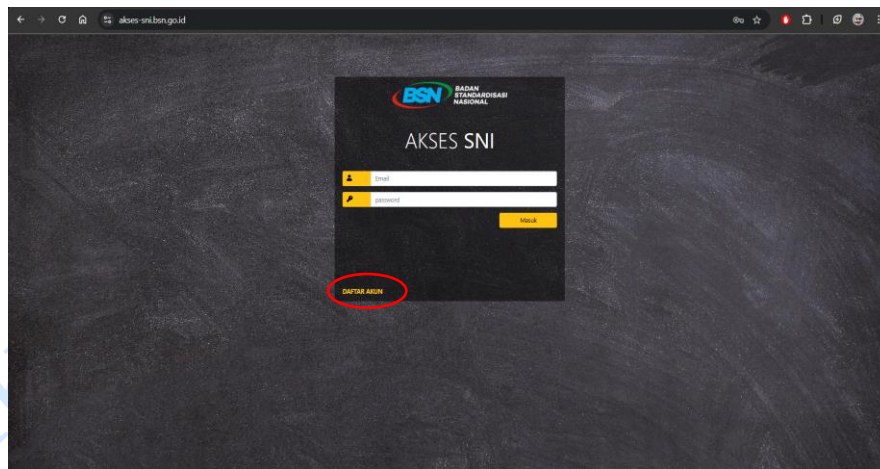 akses-sni.bsn.go.id
BSN BADAN
STANDARDISASI
NASIONAL
AKSES SNI
Email
password
Masuk
DAFTAR AKUN